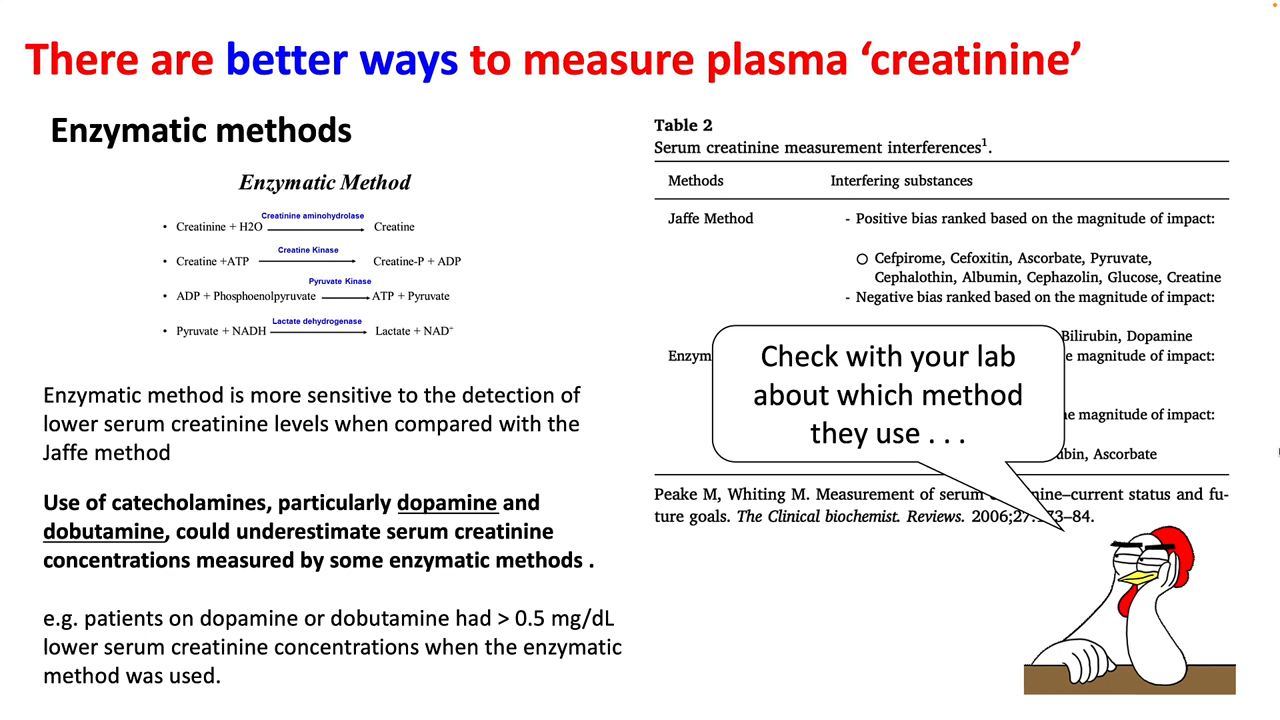 There are better ways to measure plasma ‘creatinine’
Enzymatic methods
Enzymatic Method
• Creatinine + H2O Creatinine aminohydrolase Creatine
• Creatine +ATP Creatine Kinase Creatine-P + ADP
• ADP + Phosphoenolpyruvate Pyruvate Kinase ATP + Pyruvate
• Pyruvate + NADH Lactate dehydrogenase Lactate + NAD⁺
Enzymatic method is more sensitive to the detection of
lower serum creatinine levels when compared with the
Jaffe method
Use of catecholamines, particularly dopamine and
dobutamine, could underestimate serum creatinine
concentrations measured by some enzymatic methods .
e.g. patients on dopamine or dobutamine had > 0.5 mg/dL
lower serum creatinine concentrations when the enzymatic
method was used.
Table 2
Serum creatinine measurement interferences¹.
Methods Interfering substances
Jaffe Method - Positive bias ranked based on the magnitude of impact:
○ Cefpirome, Cefoxitin, Ascorbate, Pyruvate,
Cephalothin, Albumin, Cephazolin, Glucose, Creatine
- Negative bias ranked based on the magnitude of impact:
Bilirubin, Dopamine
the magnitude of impact:
the magnitude of impact:
Ascorbate
Check with your lab
about which method
they use . . .
Peake M, Whiting M. Measurement of serum creatinine–current status and fu-
ture goals. The Clinical biochemist. Reviews. 2006;27: 73–84.